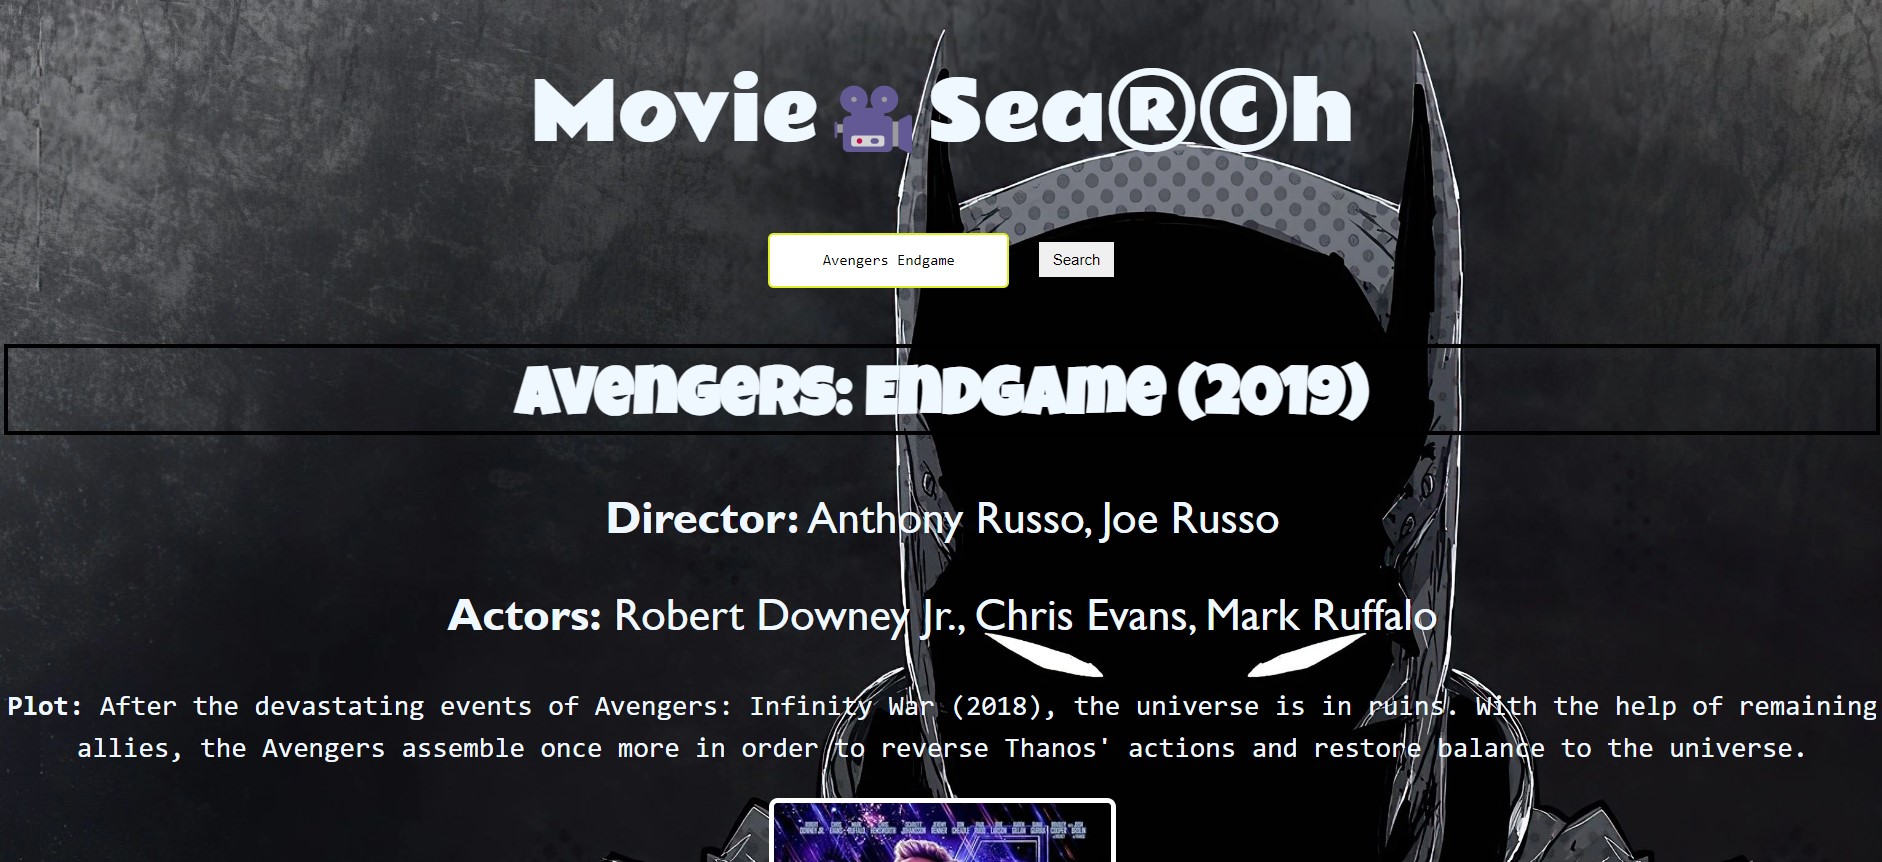 Movie 🎥 Sea®©h
Avengers Endgame
Search
Avengers: Endgame (2019)
Director: Anthony Russo, Joe Russo
Actors: Robert Downey Jr., Chris Evans, Mark Ruffalo
Plot: After the devastating events of Avengers: Infinity War (2018), the universe is in ruins. With the help of remaining
allies, the Avengers assemble once more in order to reverse Thanos' actions and restore balance to the universe.